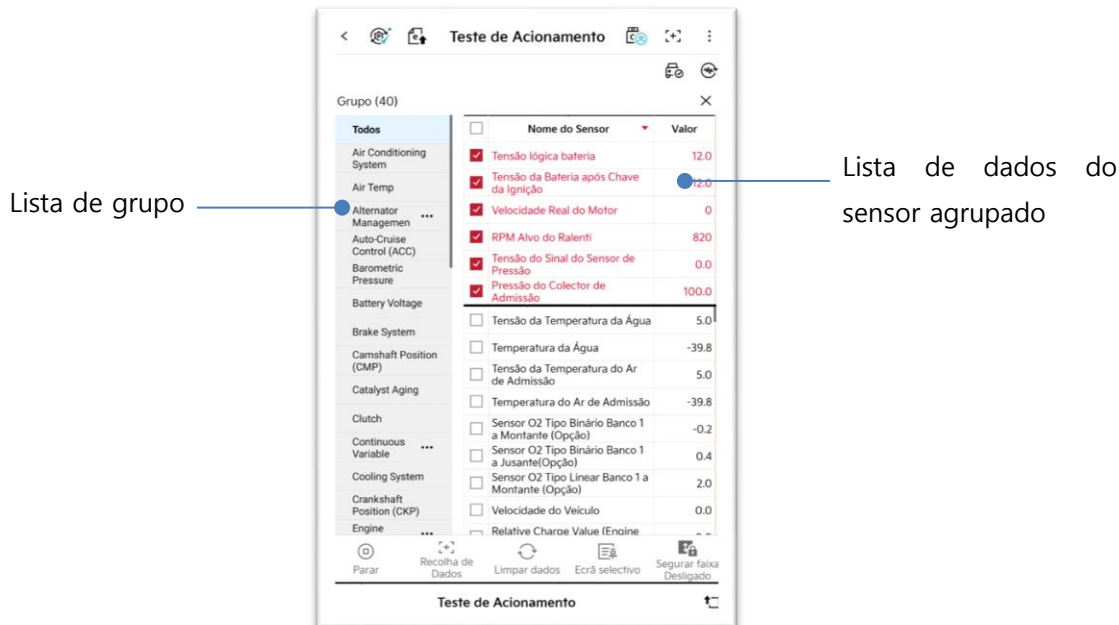 Teste de Acionamento
Grupo (40)
Todos
Air Conditioning
System
Air Temp
Alternator
Managemen
Auto-Cruise
Control (ACC)
Barometric
Pressure
Battery Voltage
Brake System
Camshaft Position
(CMP)
Catalyst Aging
Clutch
Continuous
Variable
Cooling System
Crankshaft
Position (CKP)
Engine
Nome do Sensor Valor
Tensão lógica bateria 12.0
Tensão da Bateria após Chave
da Ignição 12.0
Velocidade Real do Motor 0
RPM Alvo do Ralenti 820
Tensão do Sinal do Sensor de
Pressão 0.0
Pressão do Colector de
Admissão 100.0
Tensão da Temperatura da Água 5.0
Temperatura da Água -39.8
Tensão da Temperatura do Ar
de Admissão 5.0
Temperatura do Ar de Admissão -39.8
Sensor O2 Tipo Binário Banco 1
a Montante (Opção) -0.2
Sensor O2 Tipo Binário Banco 1
a Jusante(Opção) 0.4
Sensor O2 Tipo Linear Banco 1 a
Montante (Opção) 2.0
Velocidade do Veículo 0.0
Relative Charge Value (Engine
Parar
Recolha de
Dados
Limpar dados
Ecrã selectivo
Segurar faixa
Desligado
Teste de Acionamento
Lista de grupo
Lista de dados do
sensor agrupado